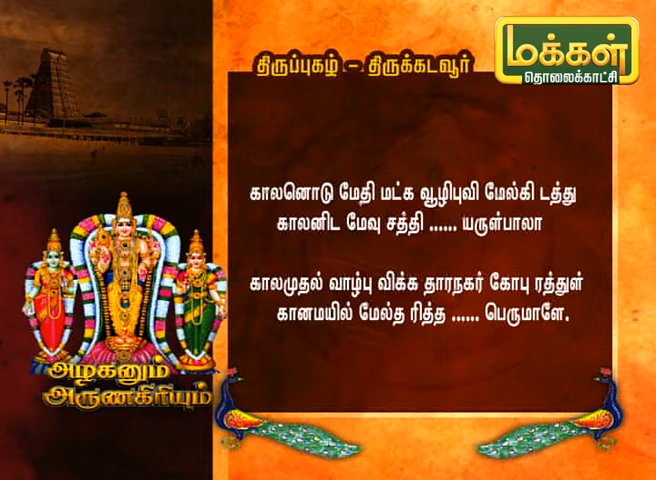 மக்கள்
தொலைக்காட்சி
திருப்புகழ் - திருக்கடவூர்
காலனொடு மேதி மட்க வூழிபுவி மேல்கி டத்து
காலனிட மேவு சத்தி ...... யருள்பாலா
காலமுதல் வாழ்பு விக்க தாரநகர் கோபு ரத்துள்
கானமயில் மேல்த ரித்த ...... பெருமாளே.
அழகனும்
அருணகிரியும்